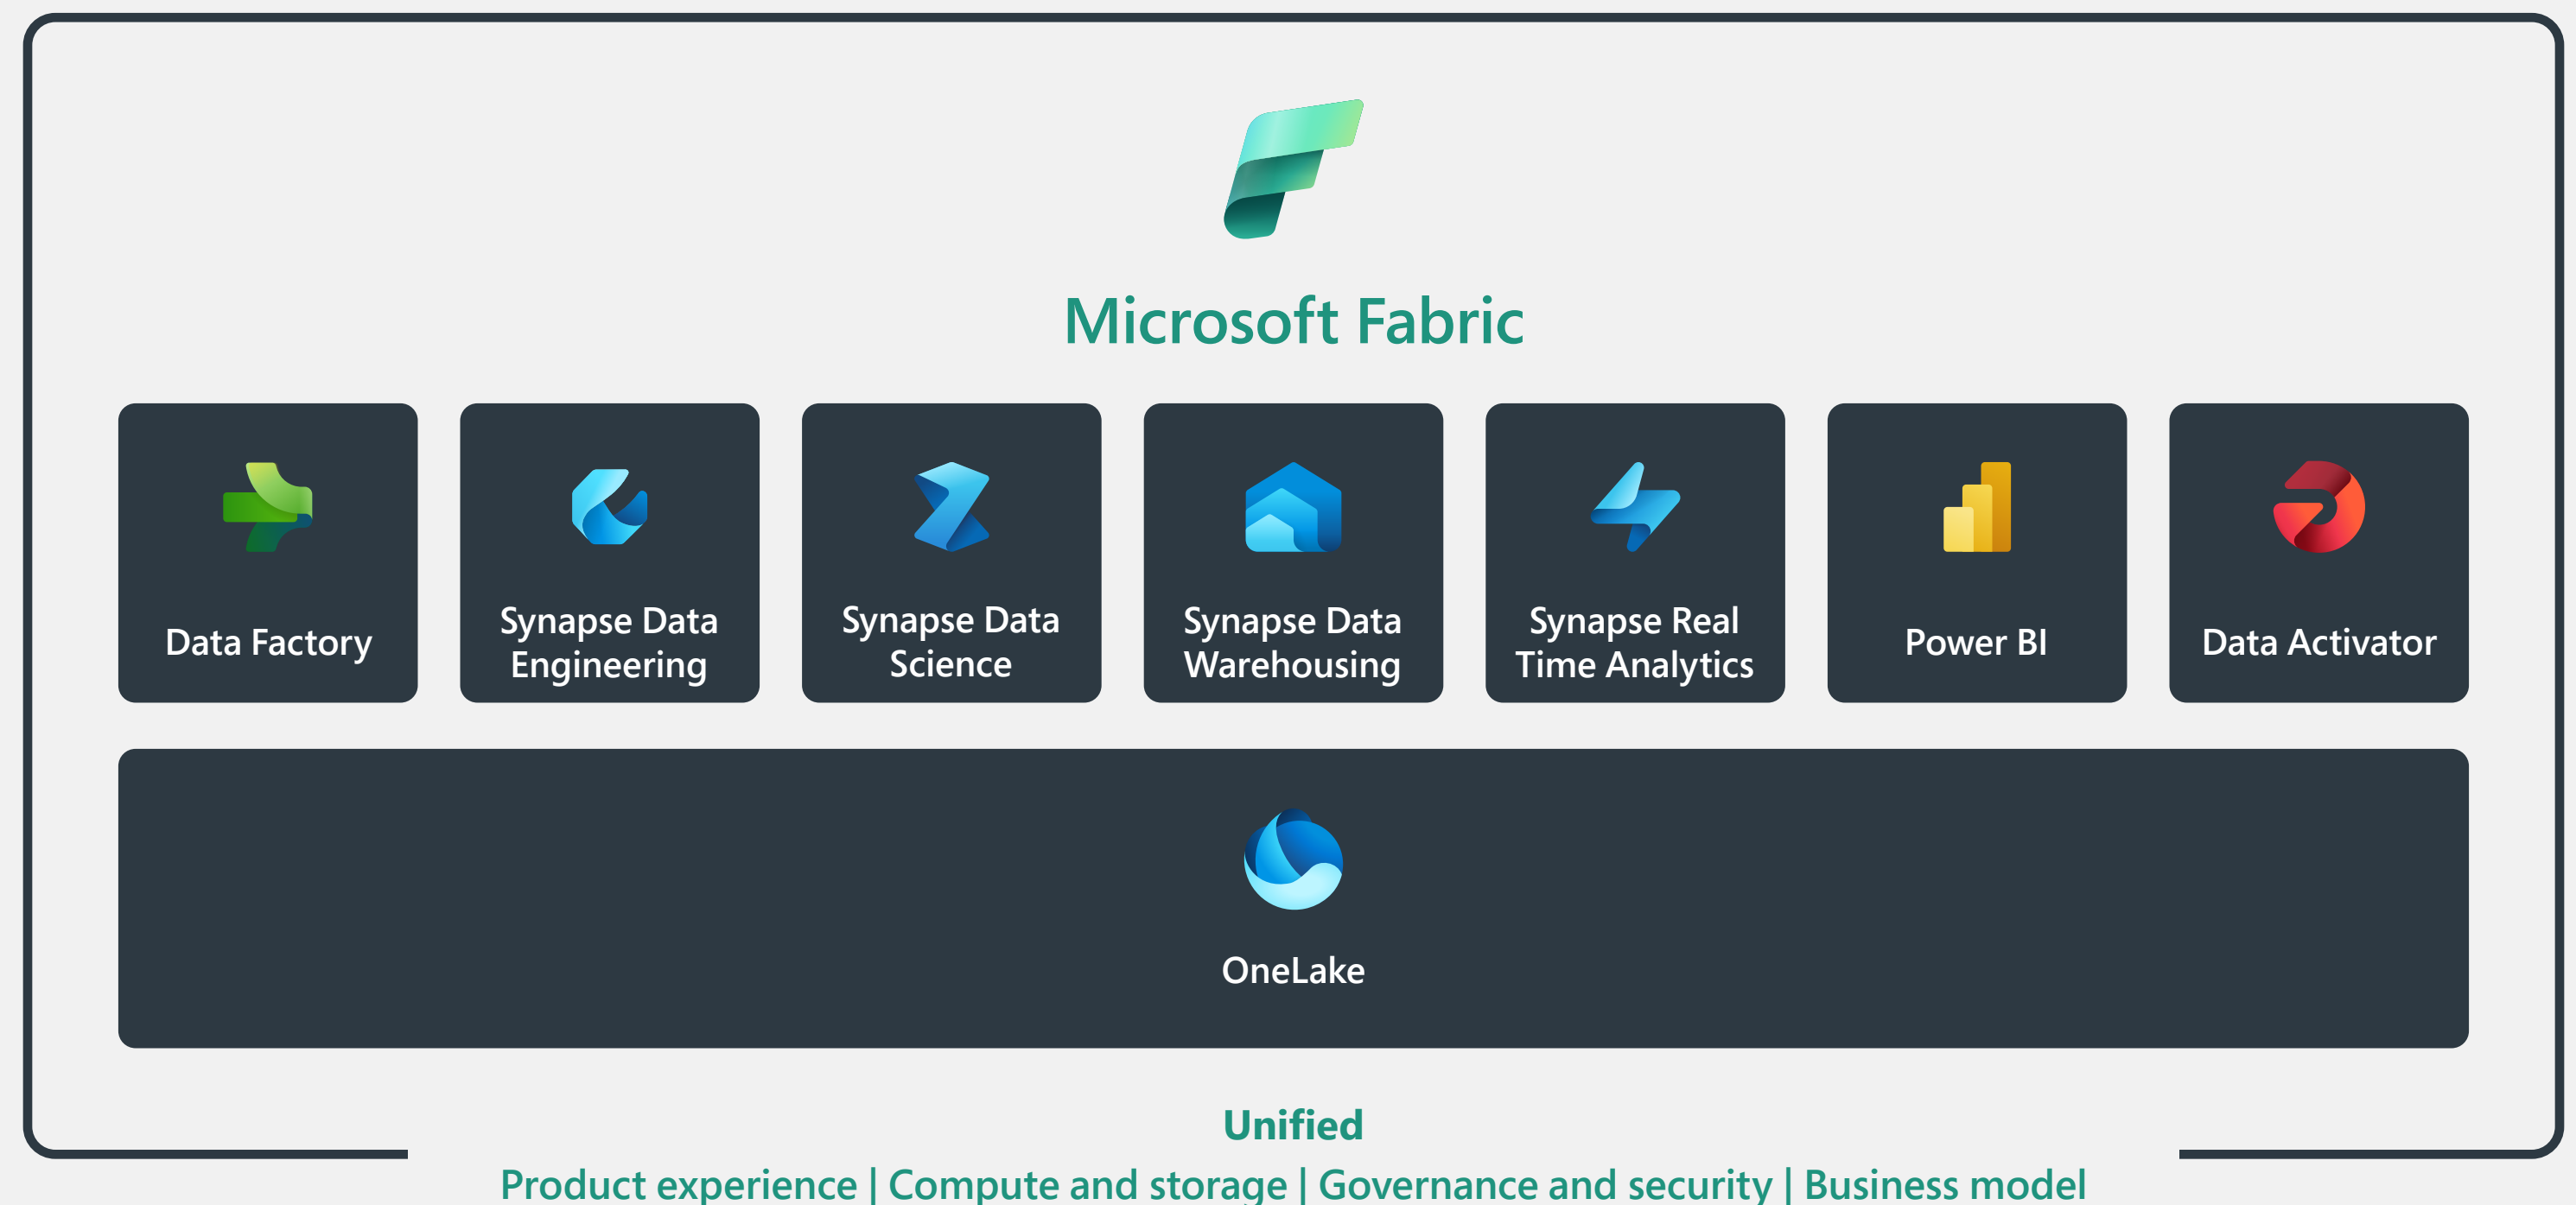 Microsoft Fabric
Data Factory
Synapse Data
Engineering
Synapse Data
Science
Synapse Data
Warehousing
Synapse Real
Time Analytics
Power BI
Data Activator
OneLake
Unified
Product experience | Compute and storage | Governance and security | Business model